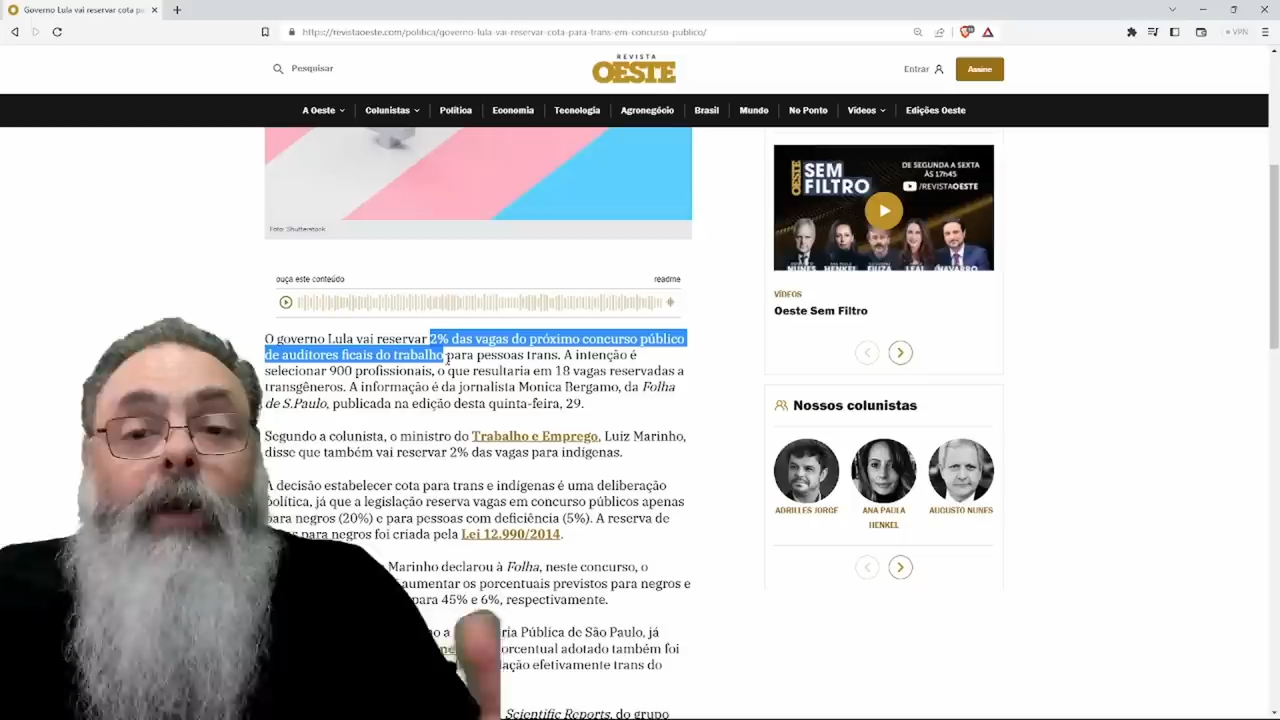 Governo Lula vai reservar cota pa
https://revistaoeste.com/politica/governo-lula-vai-reservar-cota-para-trans-em-concurso-publico/
VPN
Pesquisar
REVISTA
OESTE
Entrar
Assine
A Oeste
Colunistas
Política
Economia
Tecnologia
Agronegócio
Brasil
Mundo
No Ponto
Vídeos
Edições Oeste
Foto: Shutterstock
ouça este conteúdo
readme
O governo Lula vai reservar 2% das vagas do próximo concurso público
de auditores ficais do trabalho para pessoas trans. A intenção é
selecionar 900 profissionais, o que resultaria em 18 vagas reservadas a
transgêneros. A informação é da jornalista Monica Bergamo, da Folha
de S.Paulo, publicada na edição desta quinta-feira, 29.
Segundo a colunista, o ministro do Trabalho e Emprego, Luiz Marinho,
disse que também vai reservar 2% das vagas para indígenas.
A decisão estabelecer cota para trans e indígenas é uma deliberação
política, já que a legislação reserva vagas em concurso públicos apenas
para negros (20%) e para pessoas com deficiência (5%). A reserva de
para negros foi criada pela Lei 12.990/2014.
Marinho declarou à Folha, neste concurso, o
aumentar os porcentuais previstos para negros e
para 45% e 6%, respectivamente.
ria Pública de São Paulo, já
orcentual adotado também foi
lação efetivamente trans do
Scientific Reports, do grupo
OESTE
SEM
FILTRO
DE SEGUNDA A SEXTA
ÀS 17h45
/REVISTAOESTE
NUNES
ANA PAULA
HENKEL
FIUZA
LEAL
NAVARRO
VÍDEOS
Oeste Sem Filtro
Nossos colunistas
ADRILLES JORGE
ANA PAULA
HENKEL
AUGUSTO NUNES